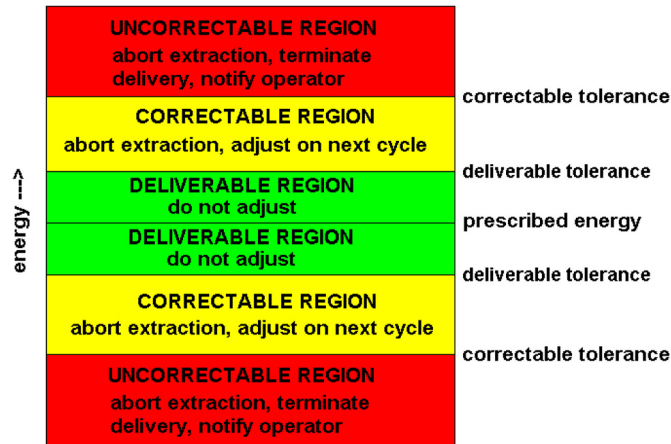 UNCORRECTABLE REGION
abort extraction, terminate
delivery, notify operator
correctable tolerance
CORRECTABLE REGION
abort extraction, adjust on next cycle
deliverable tolerance
DELIVERABLE REGION
do not adjust
prescribed energy
DELIVERABLE REGION
do not adjust
deliverable tolerance
CORRECTABLE REGION
abort extraction, adjust on next cycle
correctable tolerance
UNCORRECTABLE REGION
abort extraction, terminate
delivery, notify operator
energy --->